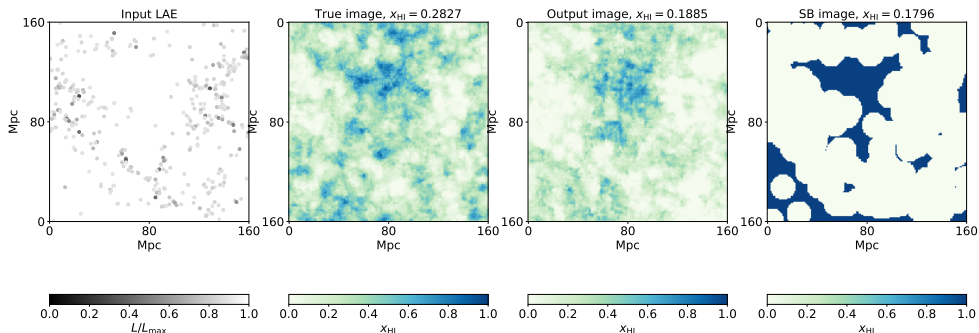 Input LAE
True image, x_HI = 0.2827
Output image, x_HI = 0.1885
SB image, x_HI = 0.1796
160
80
0
Mpc
0 80 160
Mpc
0
80
160
Mpc
0 80 160
Mpc
0
80
160
Mpc
0 80 160
Mpc
0
80
160
Mpc
0 80 160
Mpc
0.0 0.2 0.4 0.6 0.8 1.0
L/L_max
0.0 0.2 0.4 0.6 0.8 1.0
x_HI
0.0 0.2 0.4 0.6 0.8 1.0
x_HI
0.0 0.2 0.4 0.6 0.8 1.0
x_HI